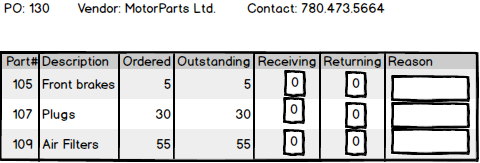 PO: 130 Vendor: MotorParts Ltd. Contact: 780.473.5664
Part# Description Ordered Outstanding Receiving Returning Reason
105 Front brakes 5 5 0 0
107 Plugs 30 30 0 0
109 Air Filters 55 55 0 0